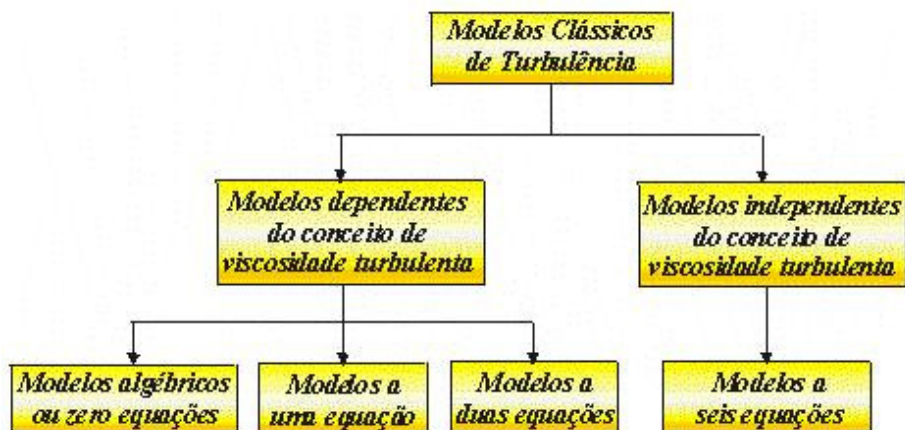 Modelos Clássicos
de Turbulência
Modelos dependentes
do conceito de
viscosidade turbulenta
Modelos independentes
do conceito de
viscosidade turbulenta
Modelos algébricos
ou zero equações
Modelos a
uma equação
Modelos a
duas equações
Modelos a
seis equações